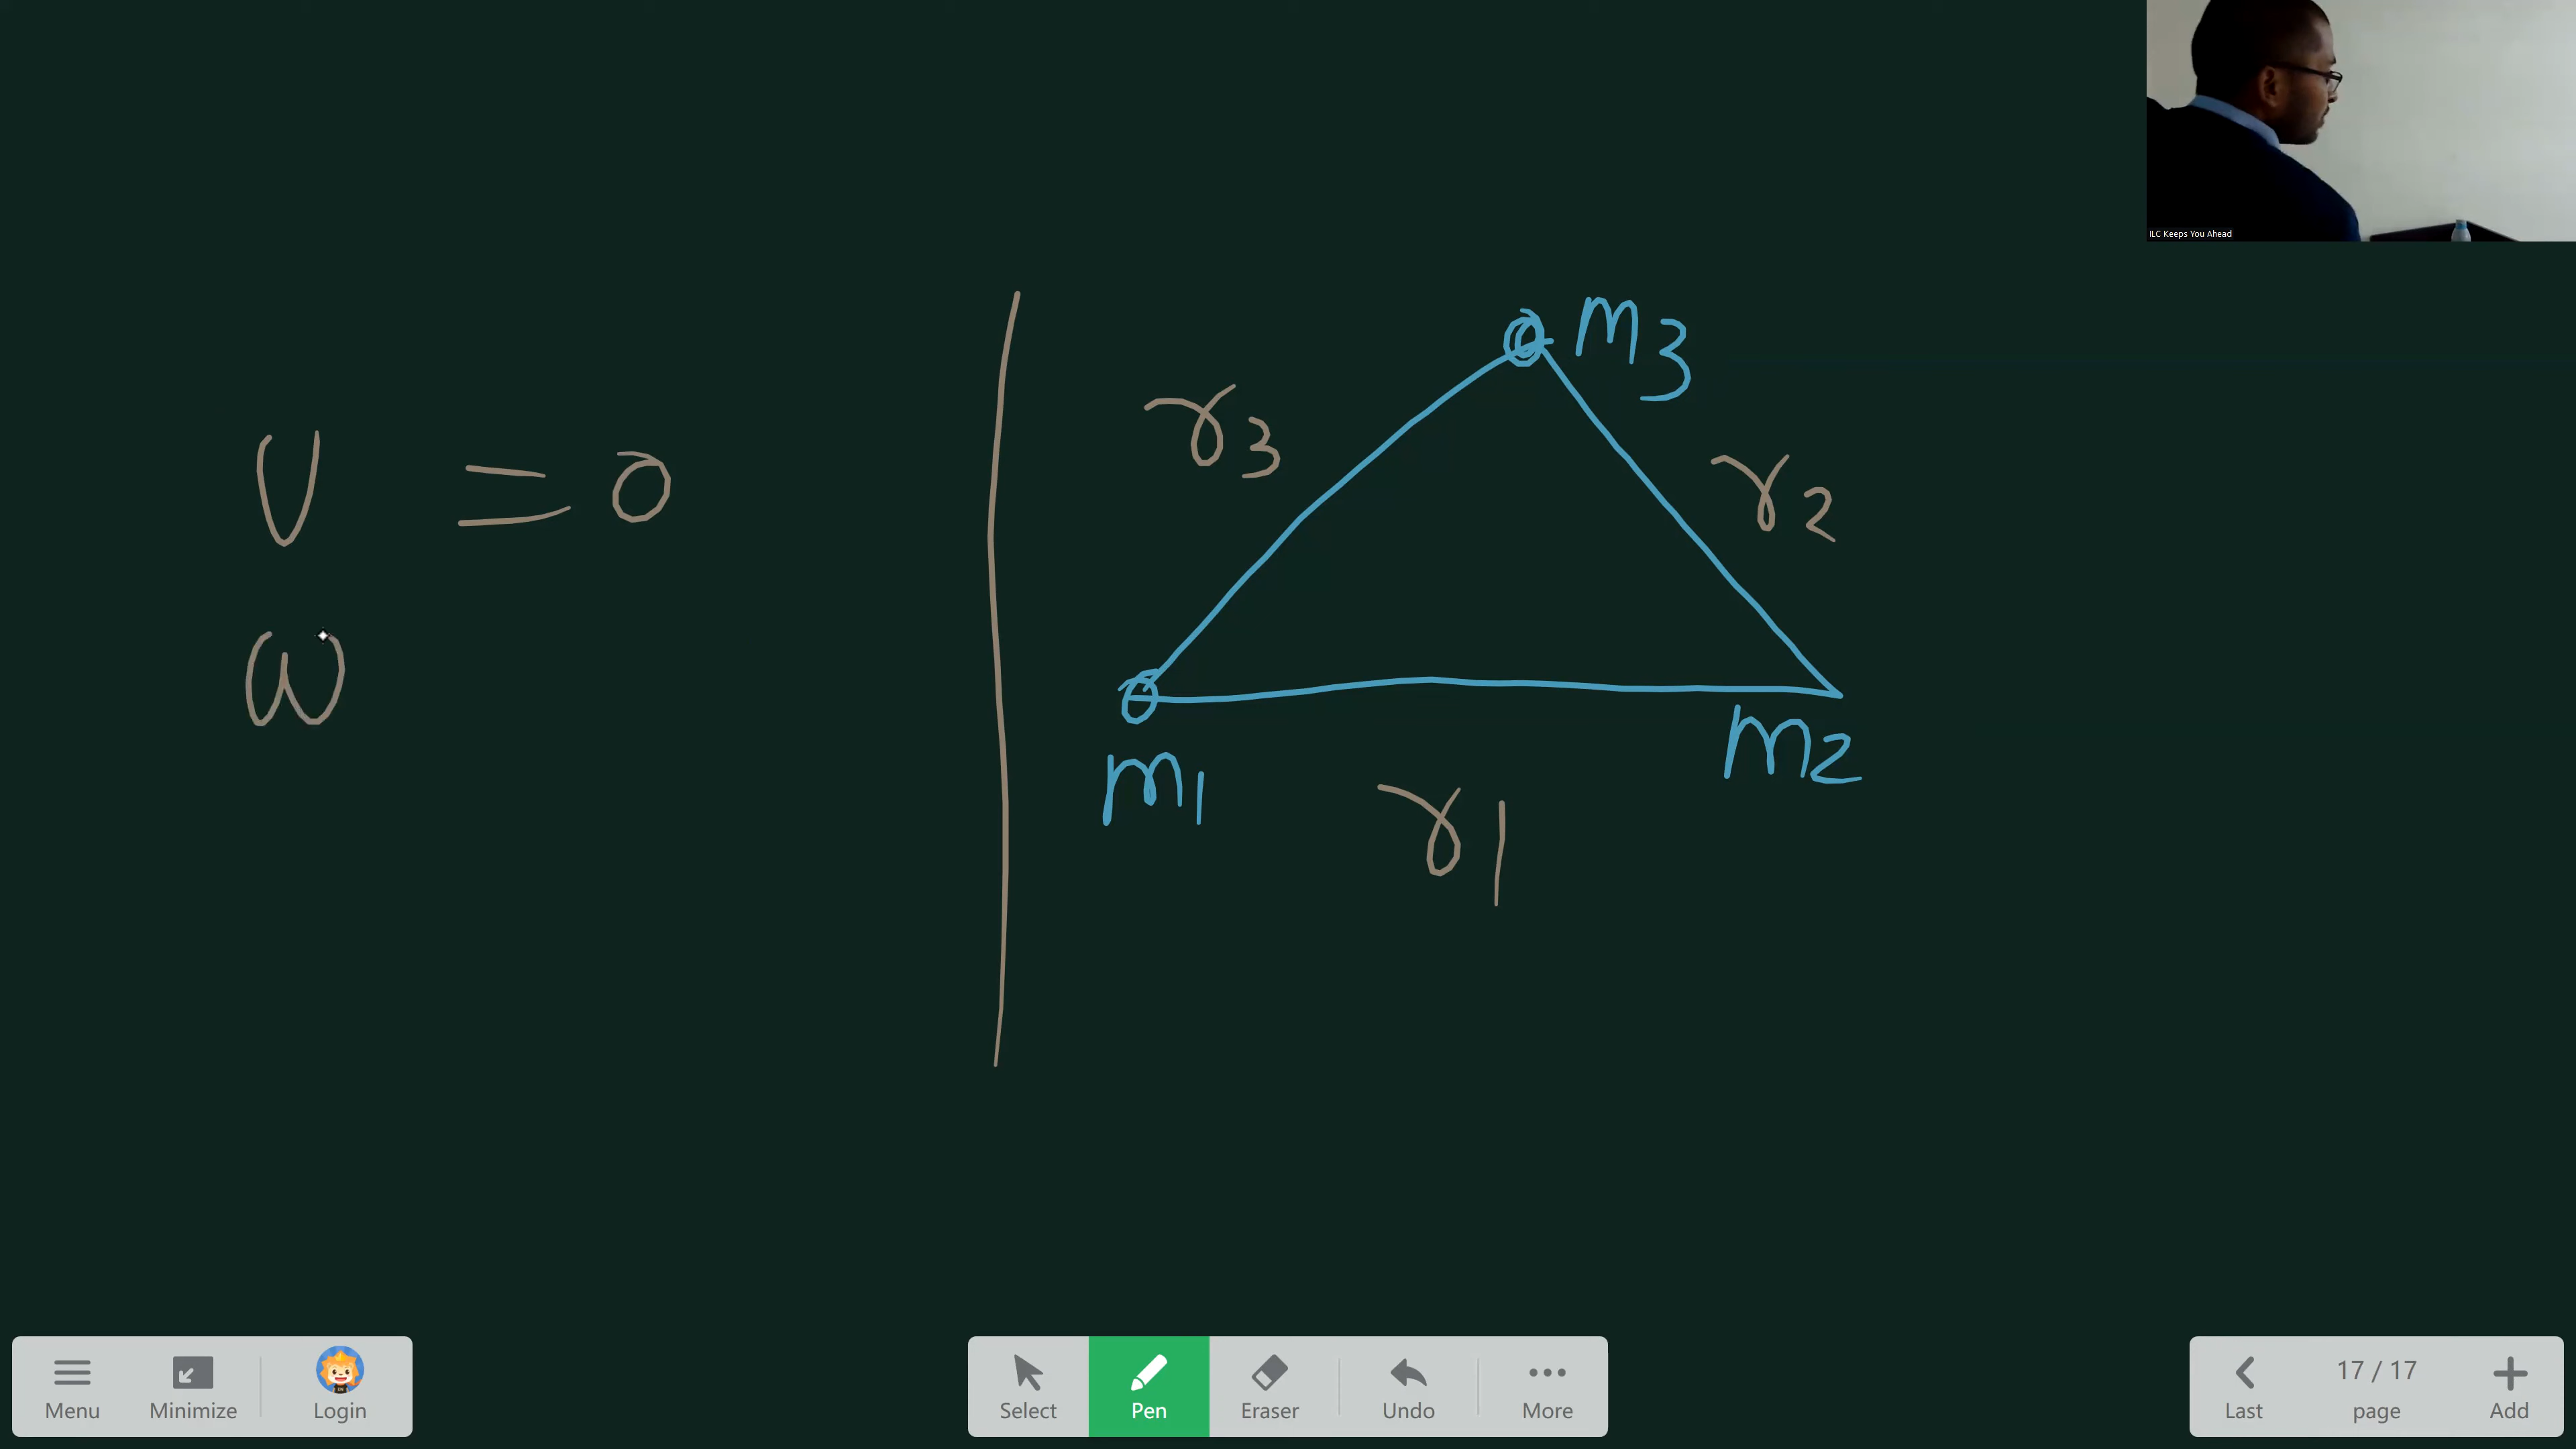 ILC Keeps You Ahead
V = 0
ω
m3
r3
r2
m1
m2
r1
Menu
Minimize
Login
Select
Pen
Eraser
Undo
More
Last
17 / 17
page
Add